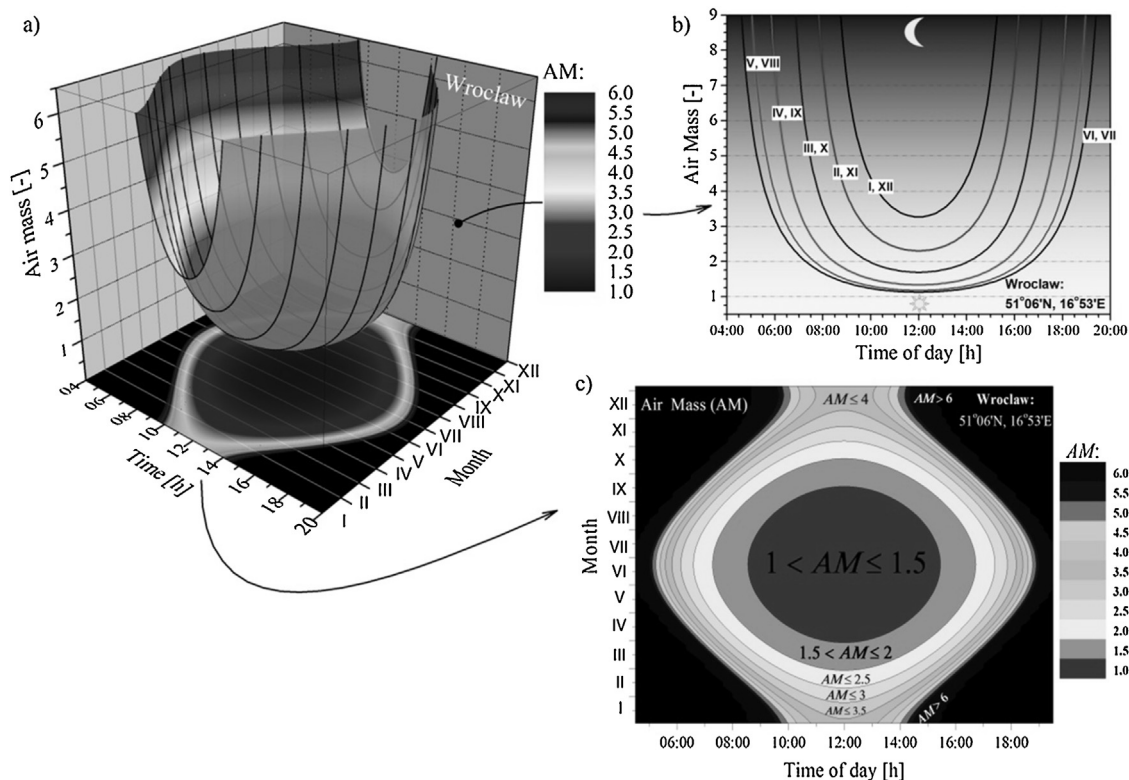 a)
Wroclaw
AM:
6.0
5.5
5.0
4.5
4.0
3.5
3.0
2.5
2.0
1.5
1.0
Air mass [-]
6
5
4
3
2
1
04
06
08
10
12
14
16
18
20
Time [h]
I
II
III
IV
V
VI
VII
VIII
IX
X
XI
XII
Month
b)
Air Mass [-]
9
8
7
6
5
4
3
2
1
V, VIII
IV, IX
III, X
II, XI
I, XII
VI, VII
Wroclaw:
51°06'N, 16°53'E
04:00 06:00 08:00 10:00 12:00 14:00 16:00 18:00 20:00
Time of day [h]
c)
Air Mass (AM)
AM ≤ 4
AM > 6
Wroclaw:
51°06'N, 16°53'E
Month
XII
XI
X
IX
VIII
VII
VI
V
IV
III
II
I
1 < AM ≤ 1.5
1.5 < AM ≤ 2
AM ≤ 2.5
AM ≤ 3
AM ≤ 3.5
AM > 6
06:00 08:00 10:00 12:00 14:00 16:00 18:00
Time of day [h]
AM:
6.0
5.5
5.0
4.5
4.0
3.5
3.0
2.5
2.0
1.5
1.0